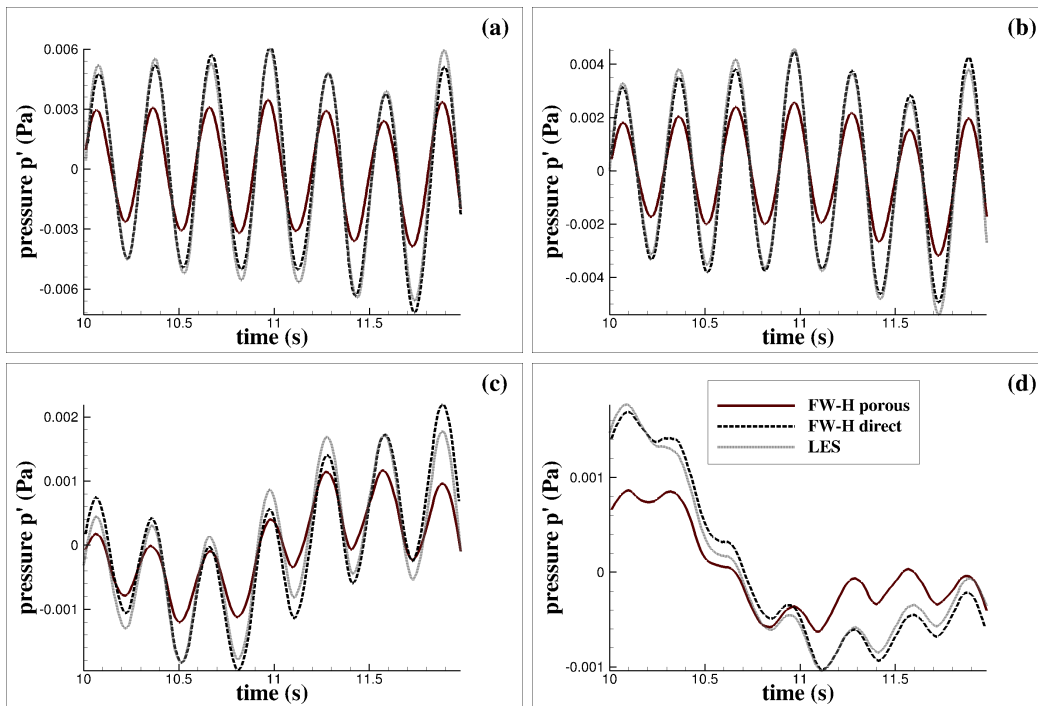 (a)
0.006
0.003
0
-0.003
-0.006
pressure p' (Pa)
10
10.5
11
11.5
time (s)
(b)
0.004
0.002
0
-0.002
-0.004
pressure p' (Pa)
10
10.5
11
11.5
time (s)
(c)
0.002
0.001
0
-0.001
pressure p' (Pa)
10
10.5
11
11.5
time (s)
(d)
FW-H porous
FW-H direct
LES
0.001
0
-0.001
pressure p' (Pa)
10
10.5
11
11.5
time (s)